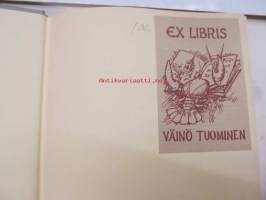 EX LIBRIS
Antikvariaatti.net
VÄINÖ TUOMINEN